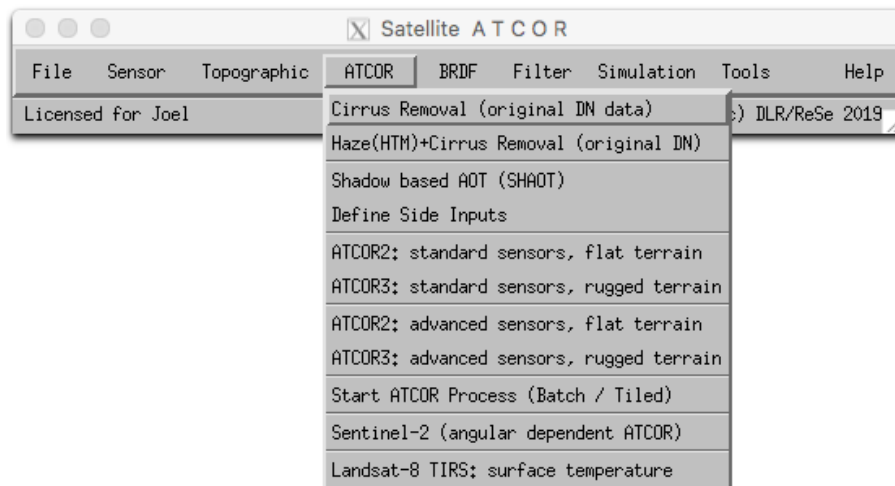 X Satellite A T C O R
File Sensor Topographic ATCOR BRDF Filter Simulation Tools Help
Licensed for Joel c) DLR/ReSe 2019
Cirrus Removal (original DN data)
Haze(HTM)+Cirrus Removal (original DN)
Shadow based AOT (SHAOT)
Define Side Inputs
ATCOR2: standard sensors, flat terrain
ATCOR3: standard sensors, rugged terrain
ATCOR2: advanced sensors, flat terrain
ATCOR3: advanced sensors, rugged terrain
Start ATCOR Process (Batch / Tiled)
Sentinel-2 (angular dependent ATCOR)
Landsat-8 TIRS: surface temperature